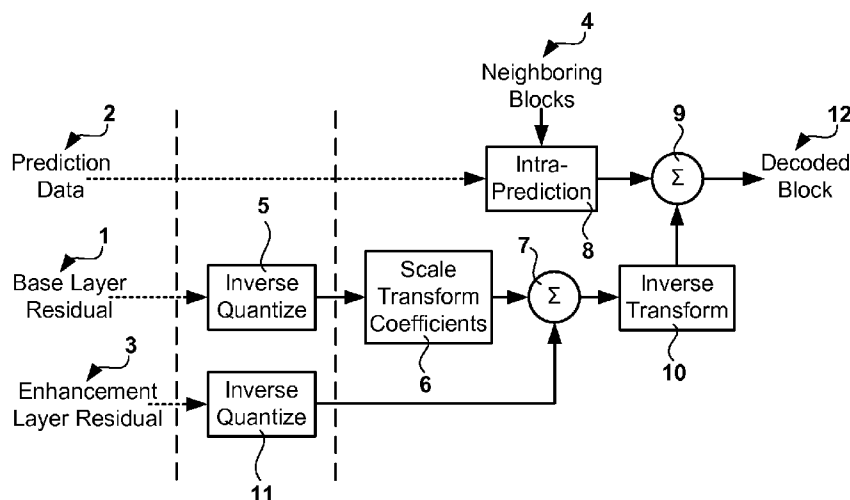 4
Neighboring
Blocks
2
Prediction
Data
Intra-
Prediction
8
9
Σ
12
Decoded
Block
1
Base Layer
Residual
5
Inverse
Quantize
Scale
Transform
Coefficients
6
7
Σ
Inverse
Transform
10
3
Enhancement
Layer Residual
Inverse
Quantize
11